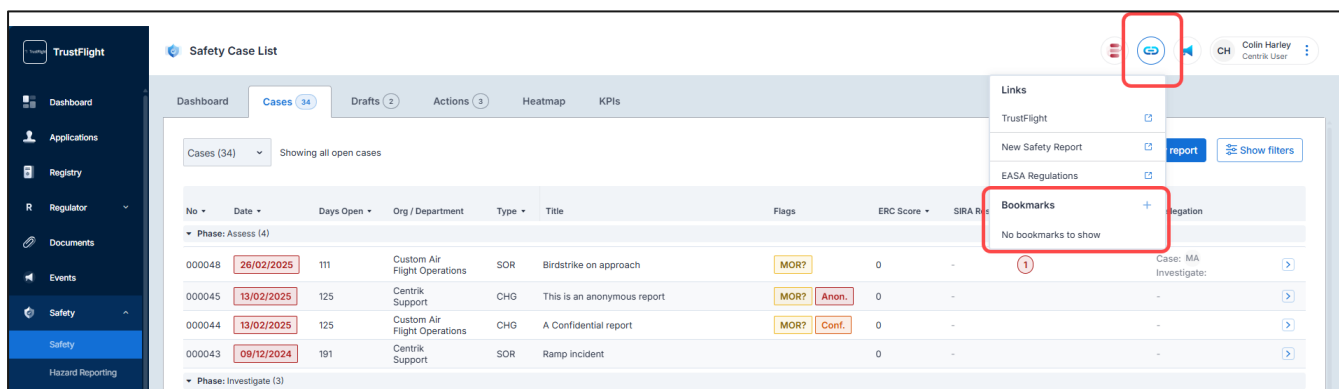 TrustFlight
Dashboard
Applications
Registry
R Regulator
Documents
Events
Safety
Safety
Hazard Reporting
Safety Case List
CH Colin Harley
Centrik User
Dashboard Cases 34 Drafts 2 Actions 3 Heatmap KPIs
Cases (34) Showing all open cases
report Show filters
Links
TrustFlight
New Safety Report
EASA Regulations
Bookmarks +
No bookmarks to show
No Date Days Open Org / Department Type Title Flags ERC Score SIRA Res elegation
Phase: Assess (4)
000048 26/02/2025 111 Custom Air Flight Operations SOR Birdstrike on approach MOR? 0 - 1 Case: MA Investigate:
000045 13/02/2025 125 Centrik Support CHG This is an anonymous report MOR? Anon. 0 - -
000044 13/02/2025 125 Custom Air Flight Operations CHG A Confidential report MOR? Conf. 0 - -
000043 09/12/2024 191 Centrik Support SOR Ramp incident 0 - -
Phase: Investigate (3)